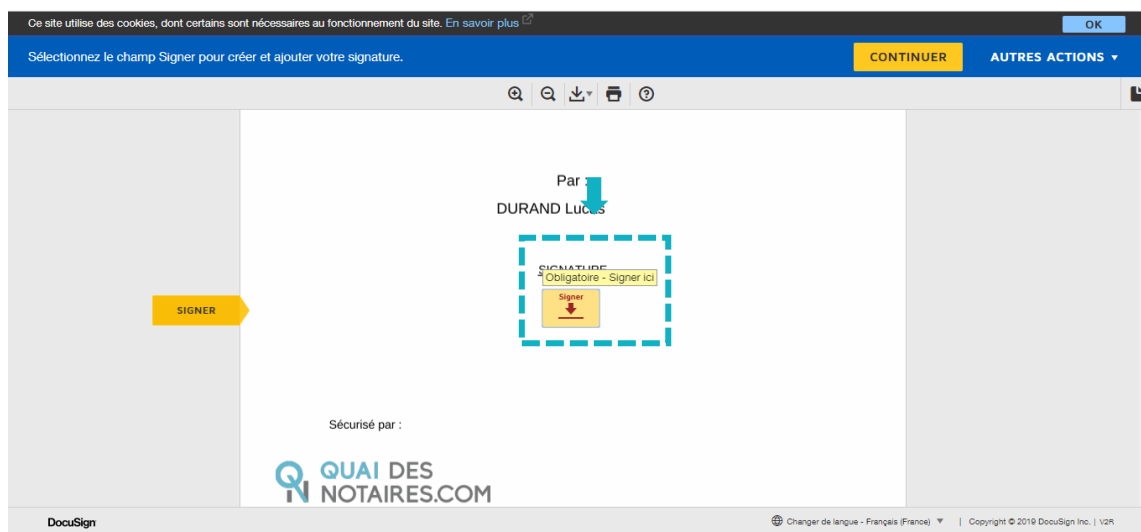 Ce site utilise des cookies, dont certains sont nécessaires au fonctionnement du site. En savoir plus
OK
Sélectionnez le champ Signer pour créer et ajouter votre signature.
CONTINUER
AUTRES ACTIONS
Par :
DURAND Lucas
SIGNATURE
Obligatoire - Signer ici
Signer
SIGNER
Sécurisé par :
QUAI DES
NOTAIRES.COM
DocuSign
Changer de langue - Français (France)
| Copyright © 2019 DocuSign Inc. | V2R